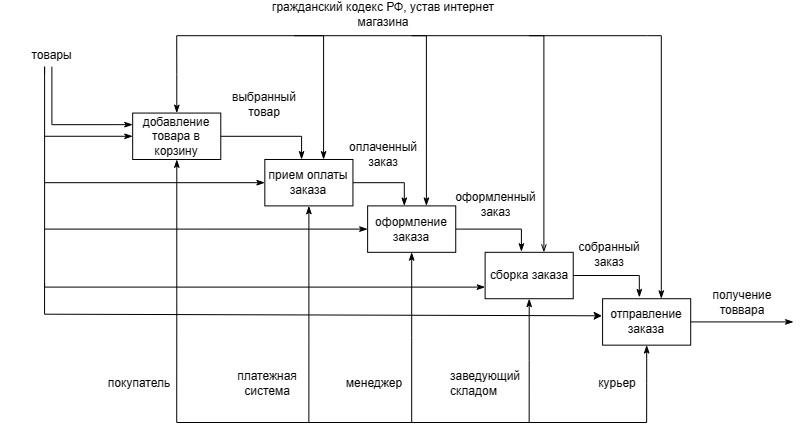 гражданский кодекс РФ, устав интернет
магазина
товары
выбранный
товар
добавление
товара в
корзину
оплаченный
заказ
прием оплаты
заказа
оформленный
заказ
оформление
заказа
собранный
заказ
сборка заказа
получение
товвара
отправление
заказа
покупатель
платежная
система
менеджер
заведующий
складом
курьер